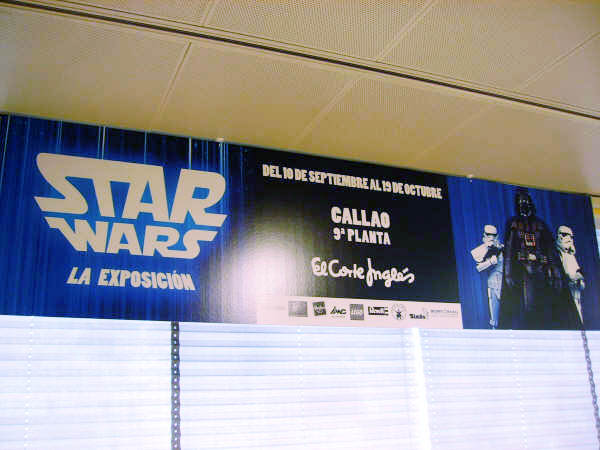 STAR
WARS
LA EXPOSICIÓN
DEL 10 DE SEPTIEMBRE AL 19 DE OCTUBRE
CALLAO
9ª PLANTA
El Corte Inglés
LEGO